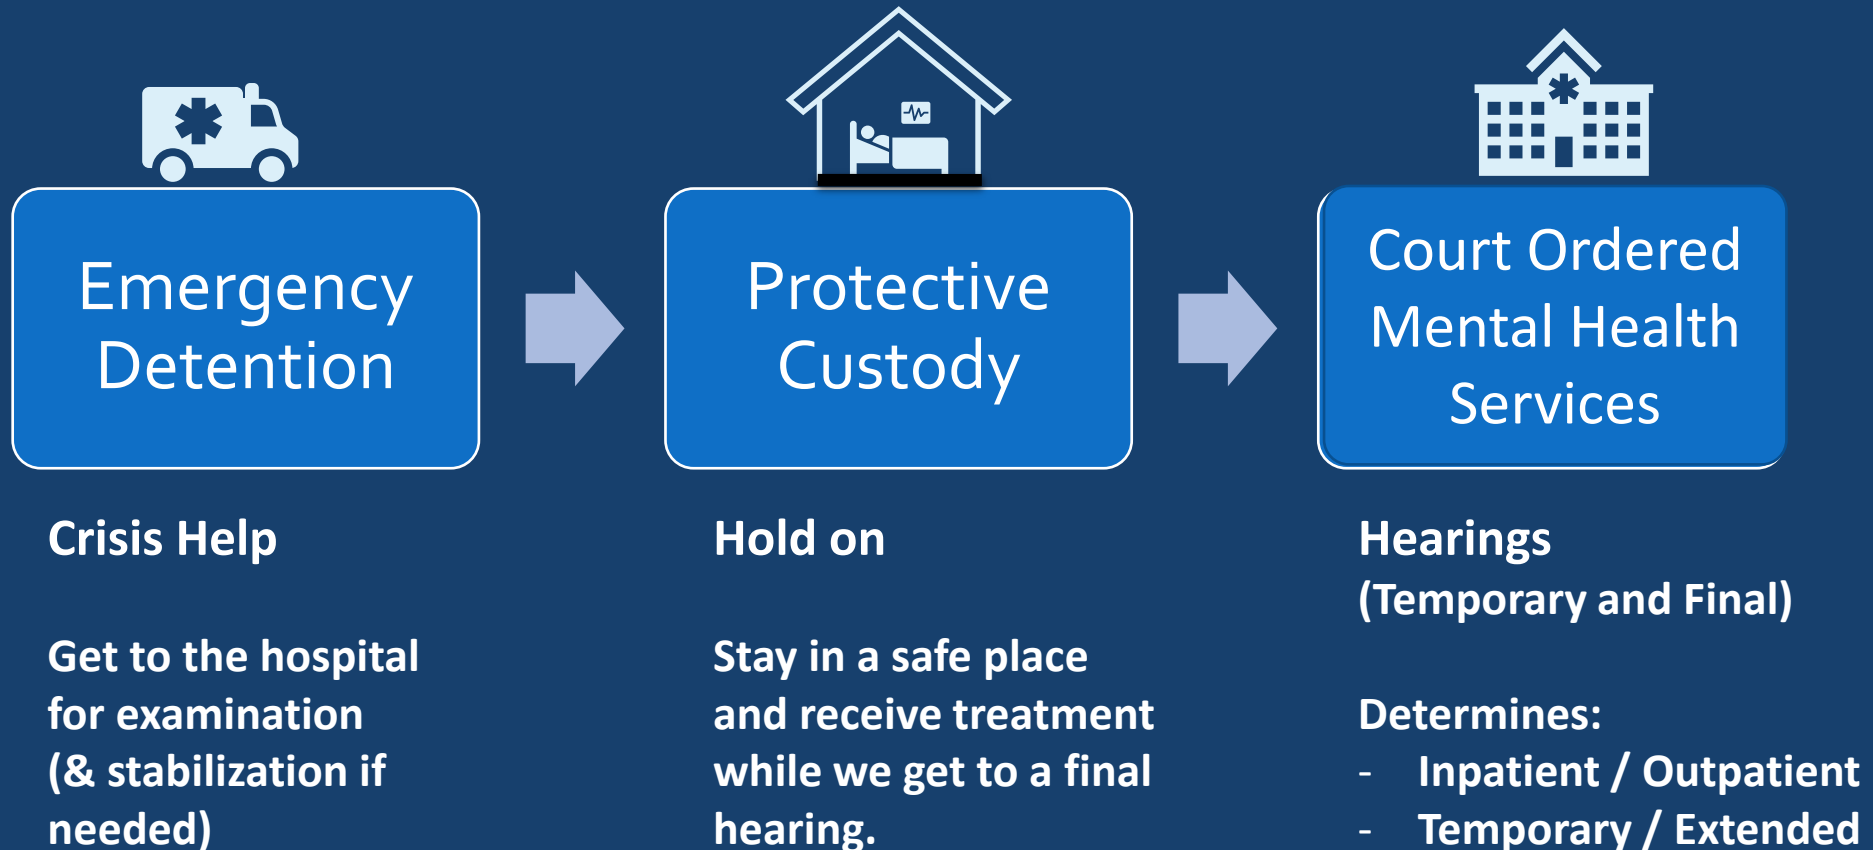 Emergency
Detention
Protective
Custody
Court Ordered
Mental Health
Services
Crisis Help
Get to the hospital
for examination
(& stabilization if
needed)
Hold on
Stay in a safe place
and receive treatment
while we get to a final
hearing.
Hearings
(Temporary and Final)
Determines:
- Inpatient / Outpatient
- Temporary / Extended